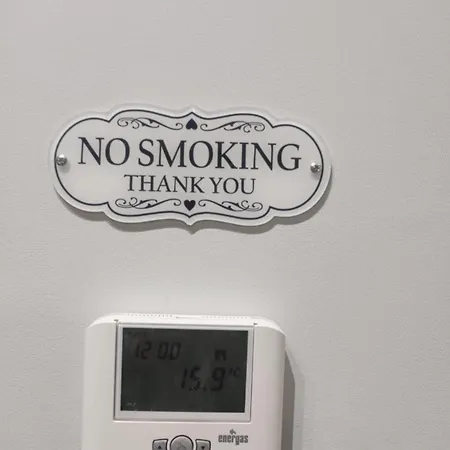 NO SMOKING
THANK YOU
12:00
15.9°C
energas